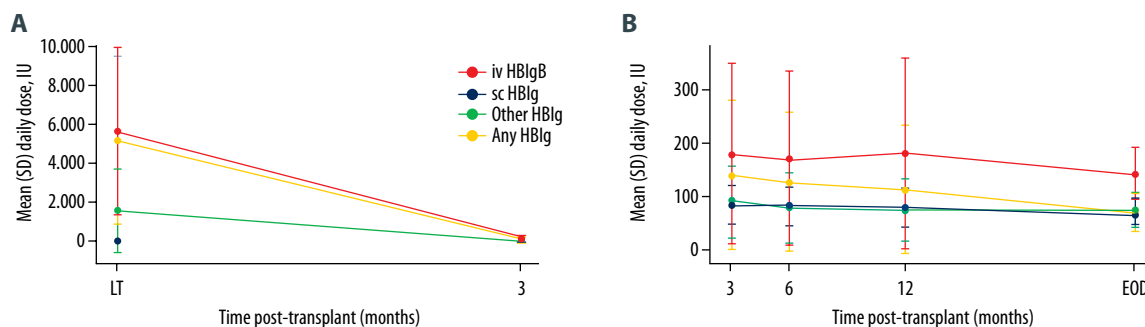 A
Mean (SD) daily dose, IU
10.000
8.000
6.000
4.000
2.000
0
LT
3
Time post-transplant (months)
iv HBIgB
sc HBIg
Other HBIg
Any HBIg
B
Mean (SD) daily dose, IU
300
200
100
0
3
6
12
EOD
Time post-transplant (months)